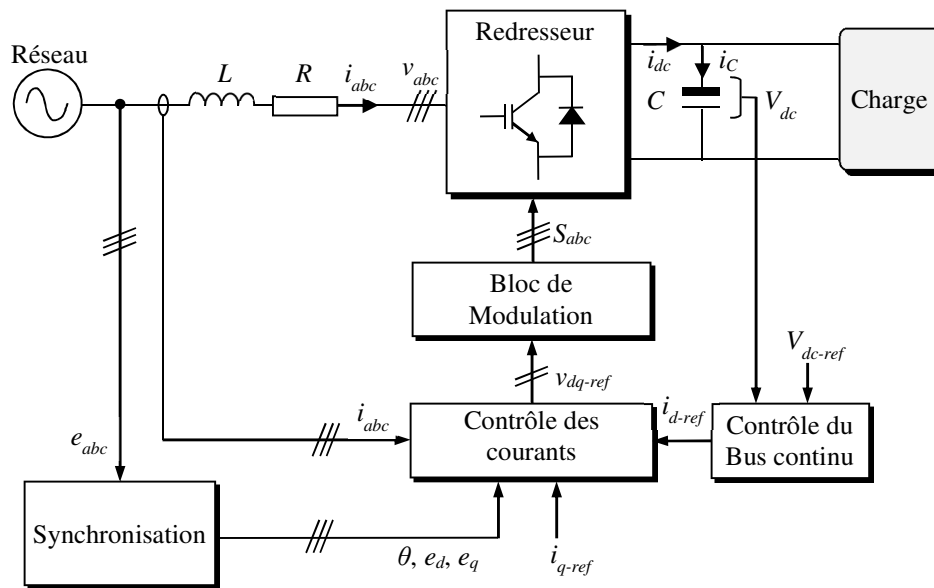 Réseau
L
R
i_abc
v_abc
Redresseur
i_dc
i_C
C
V_dc
Charge
S_abc
Bloc de
Modulation
V_dc-ref
v_dq-ref
i_abc
Contrôle des
courants
i_d-ref
Contrôle du
Bus continu
e_abc
Synchronisation
θ, e_d, e_q
i_q-ref